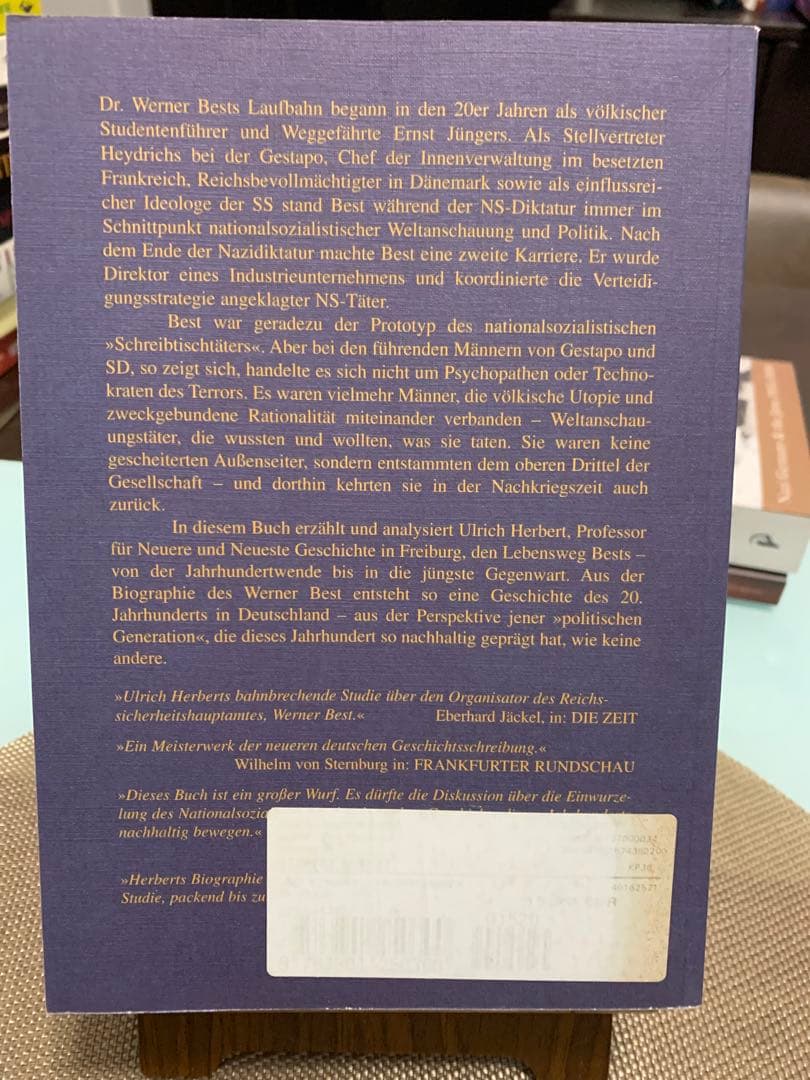 Dr. Werner Bests Laufbahn begann in den 20er Jahren als völkischer
Studentenführer und Weggefährte Ernst Jüngers. Als Stellvertreter
Heydrichs bei der Gestapo, Chef der Innenverwaltung im besetzten
Frankreich, Reichsbevollmächtigter in Dänemark sowie als einflussrei-
cher Ideologe der SS stand Best während der NS-Diktatur immer im
Schnittpunkt nationalsozialistischer Weltanschauung und Politik. Nach
dem Ende der Nazidiktatur machte Best eine zweite Karriere. Er wurde
Direktor eines Industrieunternehmens und koordinierte die Verteidi-
gungsstrategie angeklagter NS-Täter.
Best war geradezu der Prototyp des nationalsozialistischen
»Schreibtischtäters«. Aber bei den führenden Männern von Gestapo und
SD, so zeigt sich, handelte es sich nicht um Psychopathen oder Techno-
kraten des Terrors. Es waren vielmehr Männer, die völkische Utopie und
zweckgebundene Rationalität miteinander verbanden – Weltanschau-
ungstäter, die wussten und wollten, was sie taten. Sie waren keine
gescheiterten Außenseiter, sondern entstammten dem oberen Drittel der
Gesellschaft – und dorthin kehrten sie in der Nachkriegszeit auch
zurück.
In diesem Buch erzählt und analysiert Ulrich Herbert, Professor
für Neuere und Neueste Geschichte in Freiburg, den Lebensweg Bests –
von der Jahrhundertwende bis in die jüngste Gegenwart. Aus der
Biographie des Werner Best entsteht so eine Geschichte des 20.
Jahrhunderts in Deutschland – aus der Perspektive jener »politischen
Generation«, die dieses Jahrhundert so nachhaltig geprägt hat, wie keine
andere.
»Ulrich Herberts bahnbrechende Studie über den Organisator des Reichs-
sicherheitshauptamtes, Werner Best.« Eberhard Jäckel, in: DIE ZEIT
»Ein Meisterwerk der neueren deutschen Geschichtsschreibung.«
Wilhelm von Sternburg in: FRANKFURTER RUNDSCHAU
»Dieses Buch ist ein großer Wurf. Es dürfte die Diskussion über die Einwurze-
lung des Nationalsozia
nachhaltig bewegen.«
»Herberts Biographie
Studie, packend bis zu